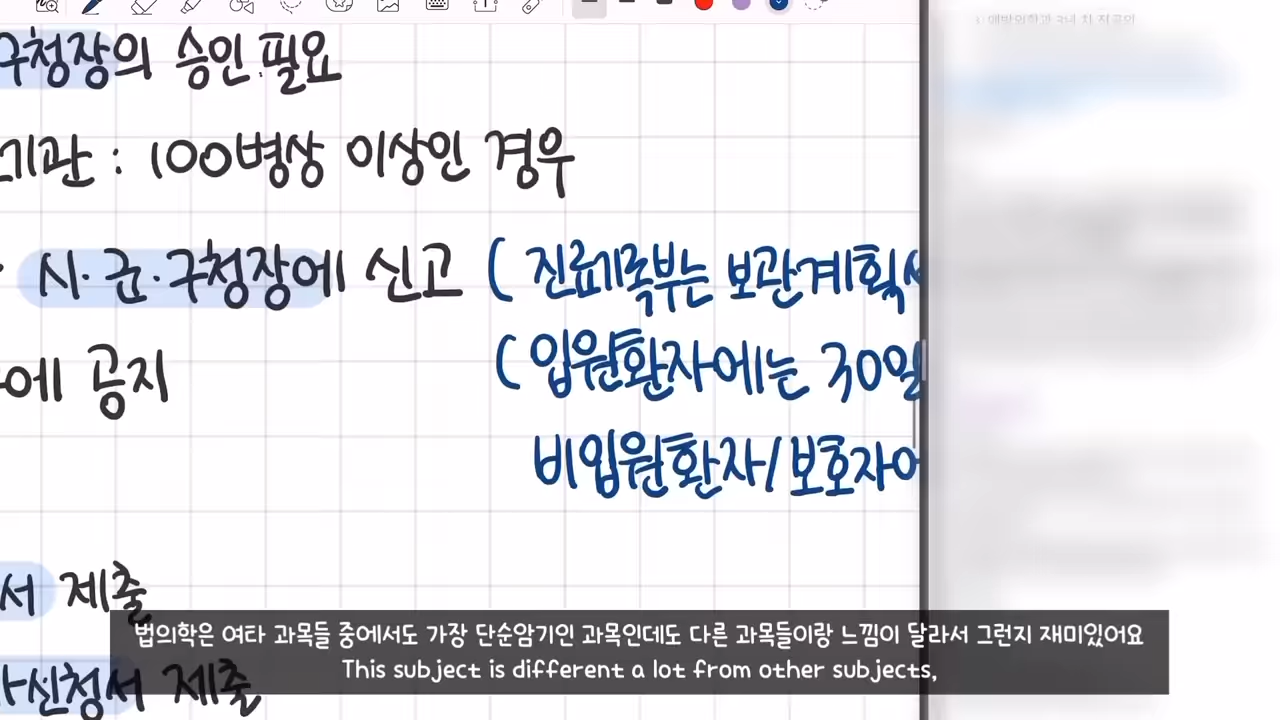 구청장의 승인 필요
기관 : 100병상 이상인 경우
시·군·구청장에 신고 ( 진료기록부는 보관계획서
에 공지 ( 입원환자에는 30일
비입원환자/보호자에
서 제출
신청서 제출
법의학은 여타 과목들 중에서도 가장 단순암기인 과목인데도 다른 과목들이랑 느낌이 달라서 그런지 재미있어요
This subject is different a lot from other subjects,